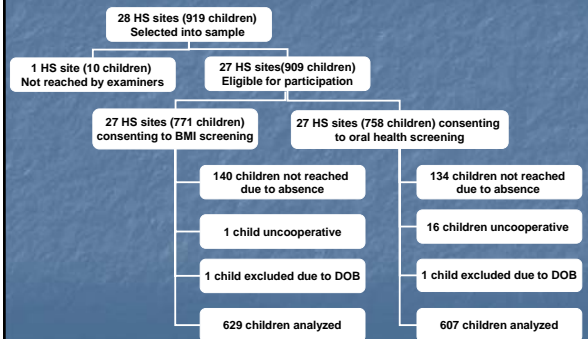 28 HS sites (919 children)
Selected into sample
1 HS site (10 children)
Not reached by examiners
27 HS sites(909 children)
Eligible for participation
27 HS sites (771 children)
consenting to BMI screening
27 HS sites (758 children) consenting
to oral health screening
140 children not reached
due to absence
134 children not reached
due to absence
1 child uncooperative
16 children uncooperative
1 child excluded due to DOB
1 child excluded due to DOB
629 children analyzed
607 children analyzed